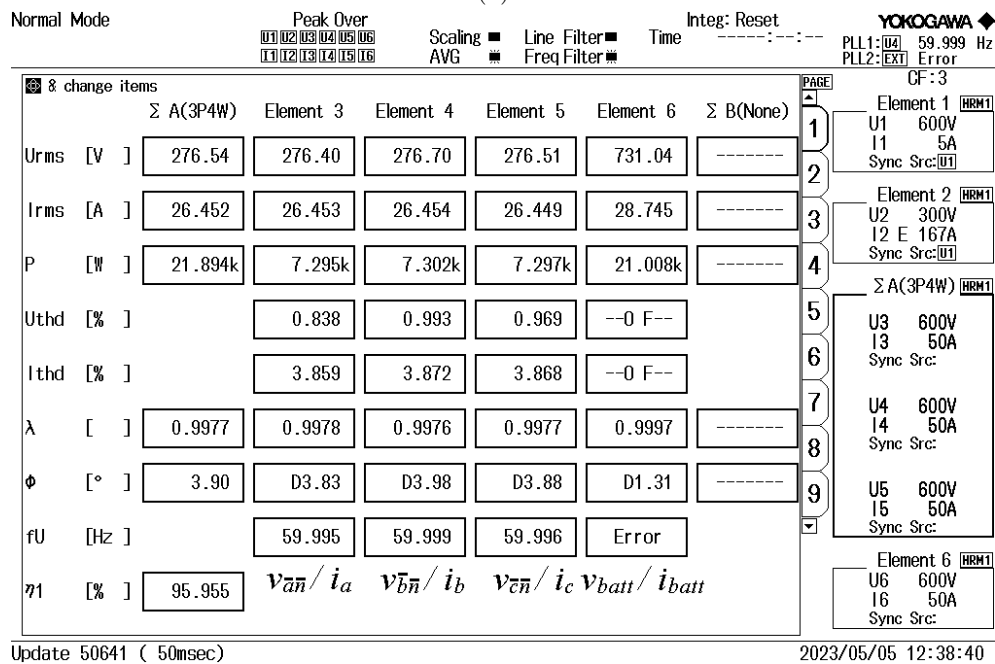 Normal Mode
Peak Over
U1 U2 U3 U4 U5 U6
I1 I2 I3 I4 I5 I6
Scaling
AVG
Line Filter
Freq Filter
Integ: Reset
Time -----:--:--
YOKOGAWA
PLL1: U4 59.999 Hz
PLL2: EXT Error
CF:3
& change items
Σ A(3P4W) Element 3 Element 4 Element 5 Element 6 Σ B(None)
Urms [V ] 276.54 276.40 276.70 276.51 731.04 -------
Irms [A ] 26.452 26.453 26.454 26.449 28.745 -------
P [W ] 21.894k 7.295k 7.302k 7.297k 21.008k -------
Uthd [% ] 0.838 0.993 0.969 --O F--
Ithd [% ] 3.859 3.872 3.868 --O F--
λ [ ] 0.9977 0.9978 0.9976 0.9977 0.9997 -------
Φ [° ] 3.90 D3.83 D3.98 D3.88 D1.31 -------
fU [Hz ] 59.995 59.999 59.996 Error
η1 [% ] 95.955 v_{a̅n̅} / i_a v_{b̅n̅} / i_b v_{c̅n̅} / i_c v_{batt} / i_{batt}
PAGE
1
2
3
4
5
6
7
8
9
Element 1 HRM1
U1 600V
I1 5A
Sync Src: U1
Element 2 HRM1
U2 300V
I2 E 167A
Sync Src: U1
Σ A(3P4W) HRM1
U3 600V
I3 50A
Sync Src:
U4 600V
I4 50A
Sync Src:
U5 600V
I5 50A
Sync Src:
Element 6 HRM1
U6 600V
I6 50A
Sync Src:
Update 50641 ( 50msec)
2023/05/05 12:38:40